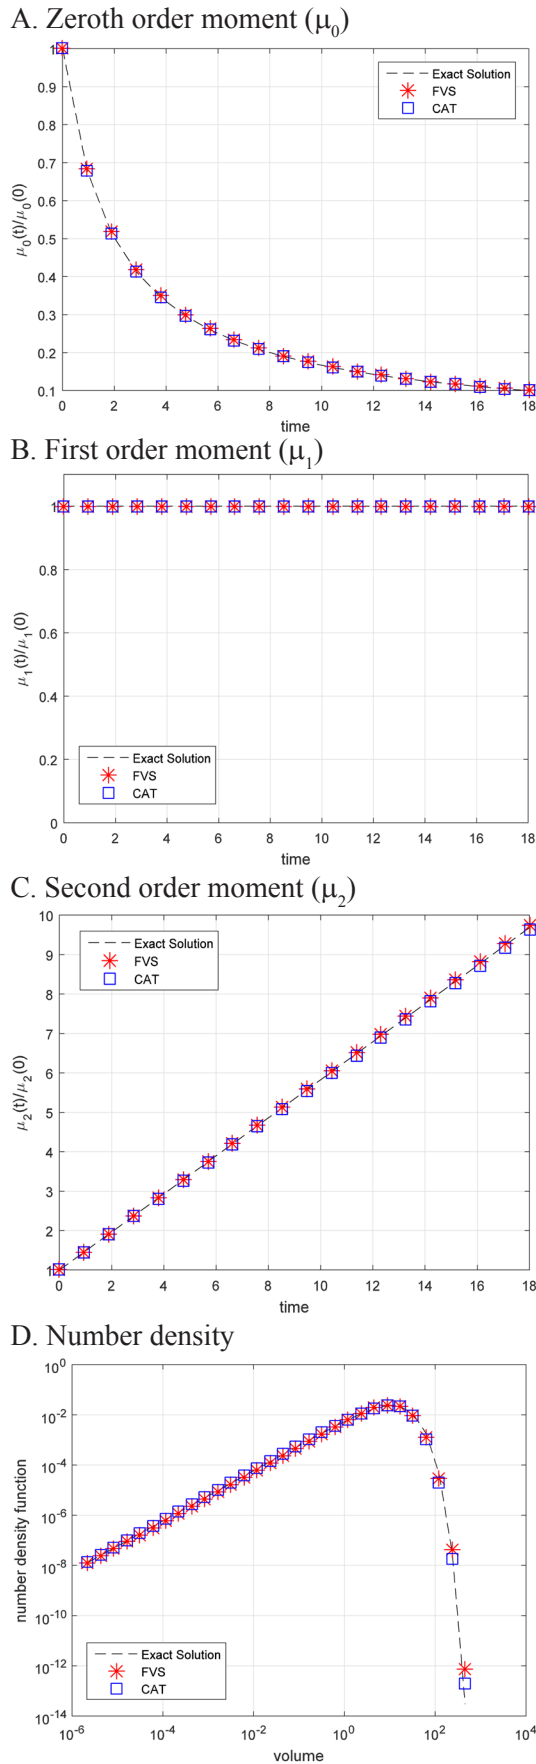 A. Zeroth order moment (μ0)
1
0.9
0.8
0.7
0.6
0.5
0.4
0.3
0.2
0.1
μ0(t)/μ0(0)
Exact Solution
FVS
CAT
0 2 4 6 8 10 12 14 16 18
time
B. First order moment (μ1)
1
0.8
0.6
0.4
0.2
0
μ1(t)/μ1(0)
Exact Solution
FVS
CAT
0 2 4 6 8 10 12 14 16 18
time
C. Second order moment (μ2)
10
9
8
7
6
5
4
3
2
1
μ2(t)/μ2(0)
Exact Solution
FVS
CAT
0 2 4 6 8 10 12 14 16 18
time
D. Number density
10^0
10^-2
10^-4
10^-6
10^-8
10^-10
10^-12
10^-14
number density function
Exact Solution
FVS
CAT
10^-6 10^-4 10^-2 10^0 10^2 10^4
volume